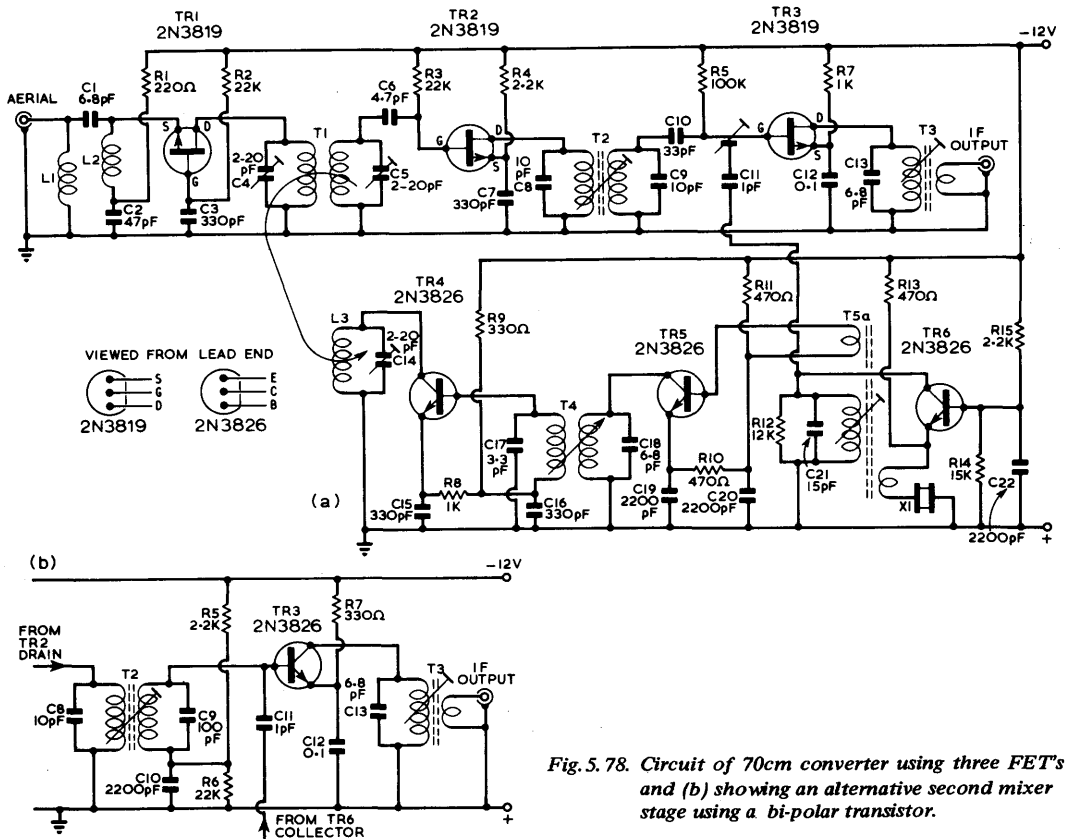 TR1
2N3819
TR2
2N3819
TR3
2N3819
-12V
AERIAL
C1
6·8pF
R1
220Ω
R2
22K
C6
4·7pF
R3
22K
R4
2·2K
R5
100K
R7
1K
S
D
G
L1
L2
C2
47pF
C3
330pF
2-20
pF
C4
T1
C5
2-20pF
G
D
S
C7
330pF
10
pF
C8
T2
C10
33pF
C9
10pF
C11
1pF
G
D
S
C12
0·1
C13
6·8
pF
T3
IF
OUTPUT
TR4
2N3826
L3
2-20
pF
C14
R9
330Ω
R11
470Ω
R13
470Ω
T5a
TR5
2N3826
TR6
2N3826
R15
2·2K
VIEWED FROM LEAD END
S
G
D
2N3819
E
C
B
2N3826
C17
3·3
pF
T4
C18
6·8
pF
R12
12K
C21
15pF
R10
470Ω
R8
1K
C15
330pF
C16
330pF
C19
2200
pF
C20
2200pF
X1
R14
15K
C22
2200pF
(a)
+
(b)
-12V
FROM
TR2
DRAIN
R5
2·2K
TR3
2N3826
R7
330Ω
T2
C8
10pF
C9
100
pF
C10
2200pF
R6
22K
C11
1pF
C12
0·1
6·8
pF
C13
T3
IF
OUTPUT
+
FROM TR6
COLLECTOR
Fig.5.78. Circuit of 70cm converter using three FET's
and (b) showing an alternative second mixer
stage using a bi-polar transistor.